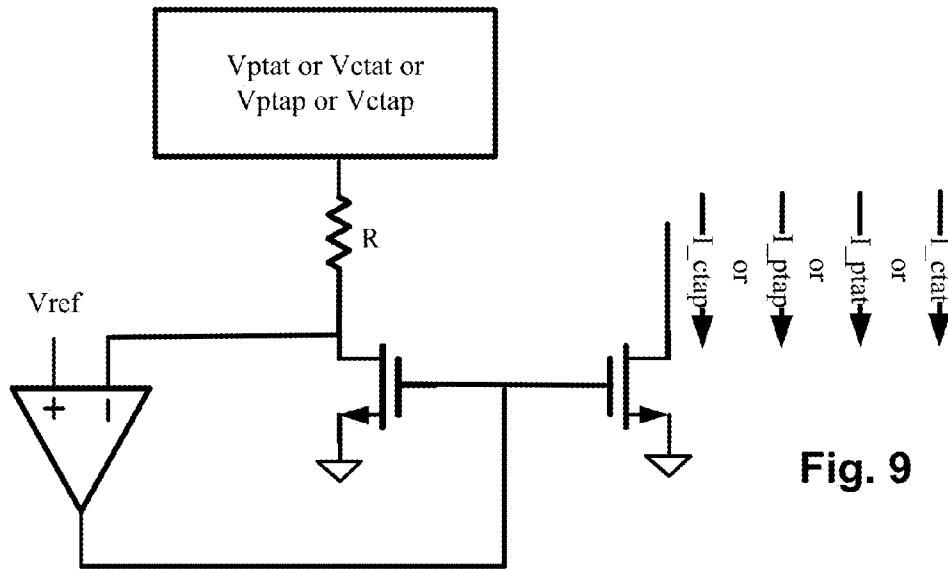 Vptat or Vctat or
Vptap or Vctap
R
Vref
+
I_ctap
or
I_ptap
or
I_ptat
or
I_ctat
Fig. 9